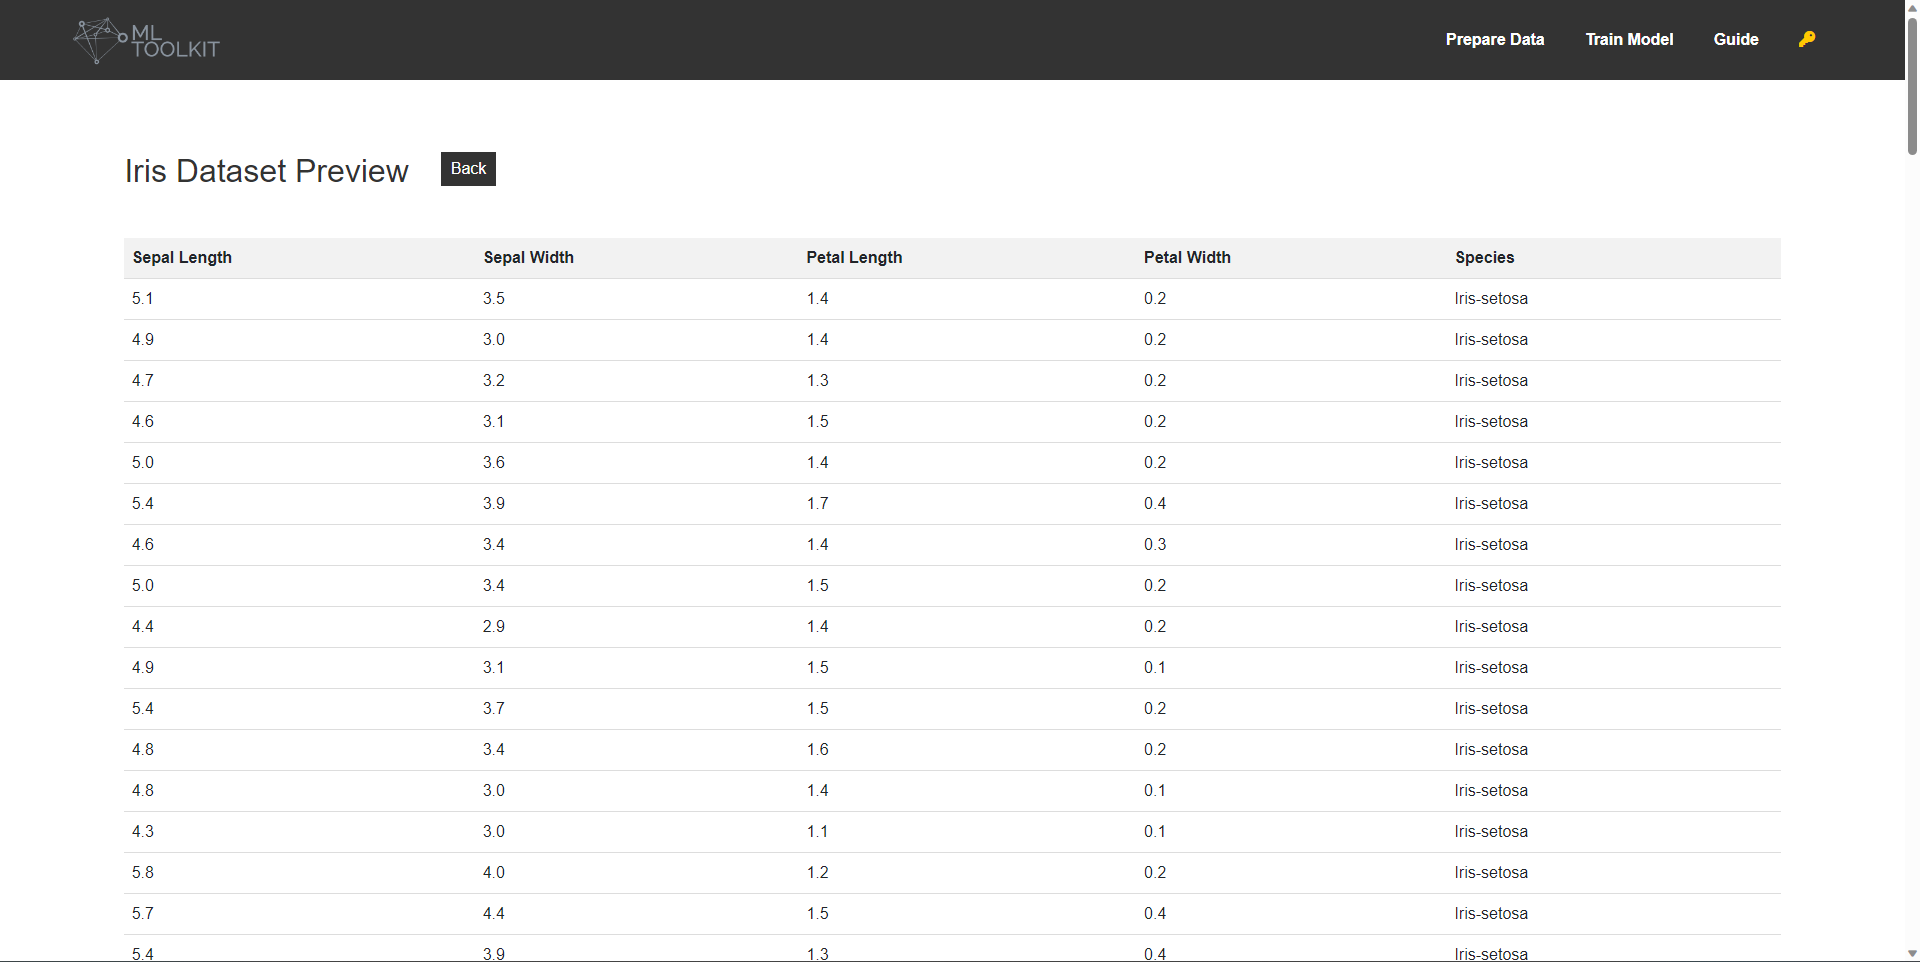 ML
TOOLKIT
Prepare Data Train Model Guide
Iris Dataset Preview Back
Sepal Length Sepal Width Petal Length Petal Width Species
5.1 3.5 1.4 0.2 Iris-setosa
4.9 3.0 1.4 0.2 Iris-setosa
4.7 3.2 1.3 0.2 Iris-setosa
4.6 3.1 1.5 0.2 Iris-setosa
5.0 3.6 1.4 0.2 Iris-setosa
5.4 3.9 1.7 0.4 Iris-setosa
4.6 3.4 1.4 0.3 Iris-setosa
5.0 3.4 1.5 0.2 Iris-setosa
4.4 2.9 1.4 0.2 Iris-setosa
4.9 3.1 1.5 0.1 Iris-setosa
5.4 3.7 1.5 0.2 Iris-setosa
4.8 3.4 1.6 0.2 Iris-setosa
4.8 3.0 1.4 0.1 Iris-setosa
4.3 3.0 1.1 0.1 Iris-setosa
5.8 4.0 1.2 0.2 Iris-setosa
5.7 4.4 1.5 0.4 Iris-setosa
5.4 3.9 1.3 0.4 Iris-setosa